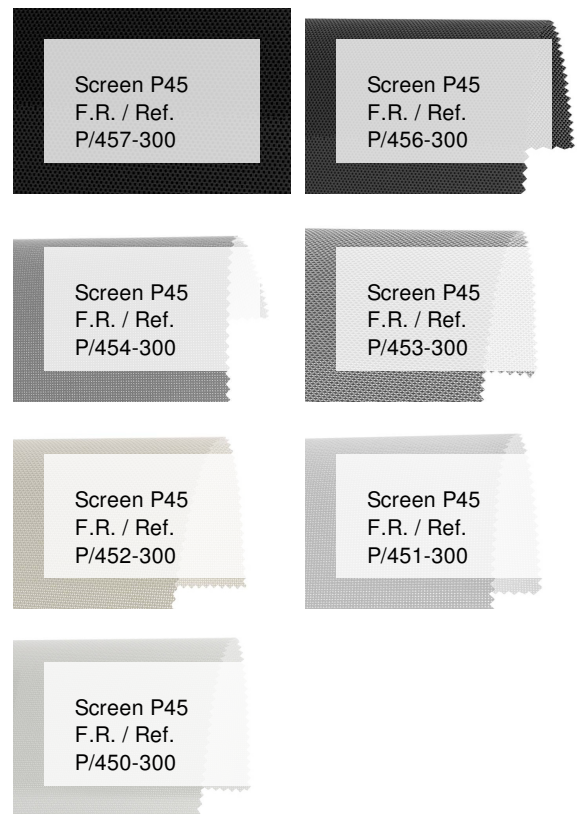 Screen P45
F.R. / Ref.
P/457-300
Screen P45
F.R. / Ref.
P/456-300
Screen P45
F.R. / Ref.
P/454-300
Screen P45
F.R. / Ref.
P/453-300
Screen P45
F.R. / Ref.
P/452-300
Screen P45
F.R. / Ref.
P/451-300
Screen P45
F.R. / Ref.
P/450-300